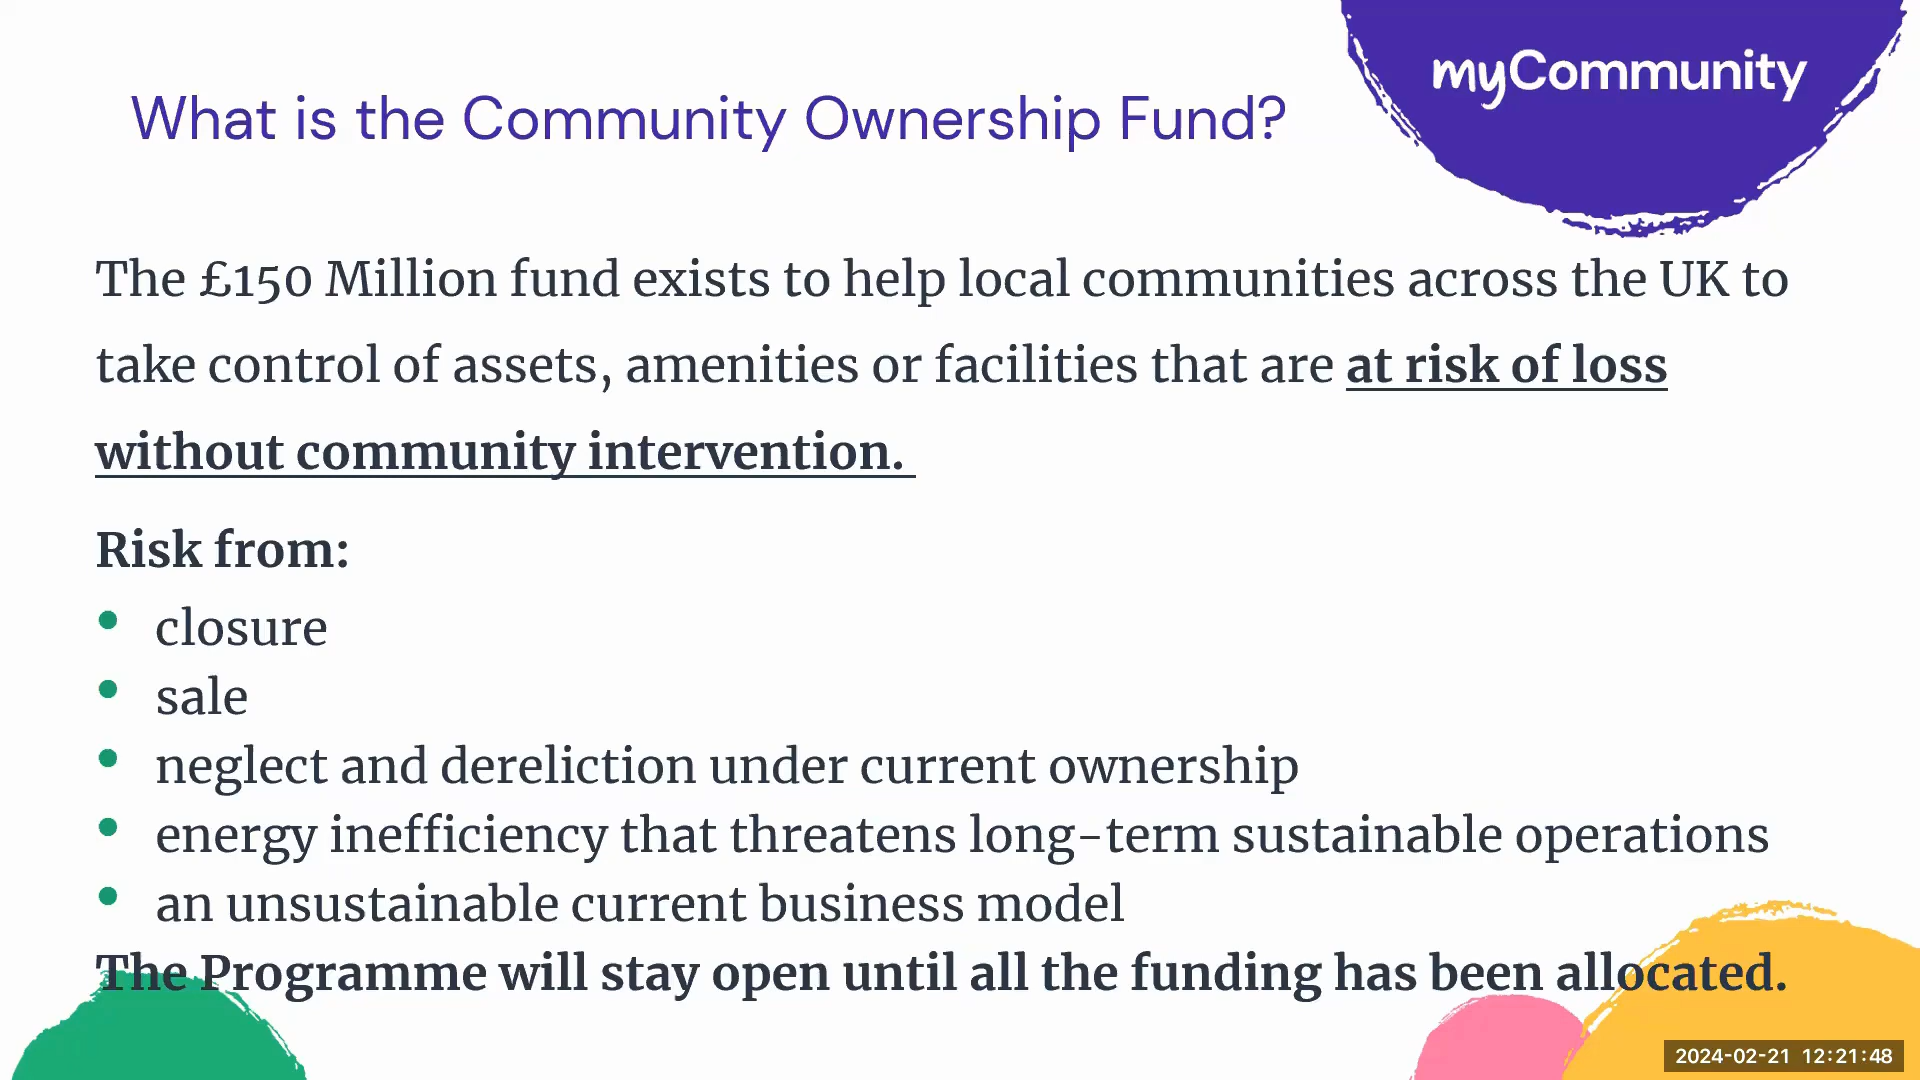 myCommunity
What is the Community Ownership Fund?
The £150 Million fund exists to help local communities across the UK to
take control of assets, amenities or facilities that are at risk of loss
without community intervention.
Risk from:
• closure
• sale
• neglect and dereliction under current ownership
• energy inefficiency that threatens long-term sustainable operations
• an unsustainable current business model
The Programme will stay open until all the funding has been allocated.
2024-02-21 12:21:48